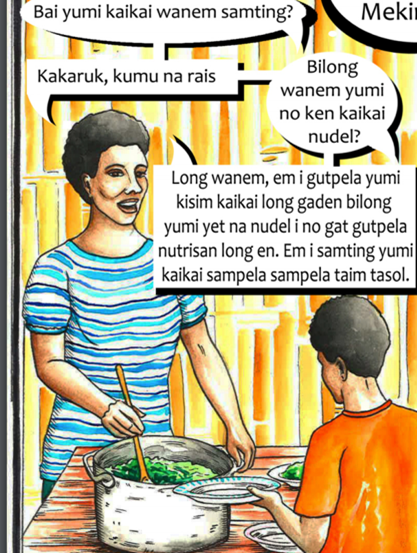 Bai yumi kaikai wanem samting?
Kakaruk, kumu na rais
Bilong
wanem yumi
no ken kaikai
nudel?
Long wanem, em i gutpela yumi
kisim kaikai long gaden bilong
yumi yet na nudel i no gat gutpela
nutrisan long en. Em i samting yumi
kaikai sampela sampela taim tasol.